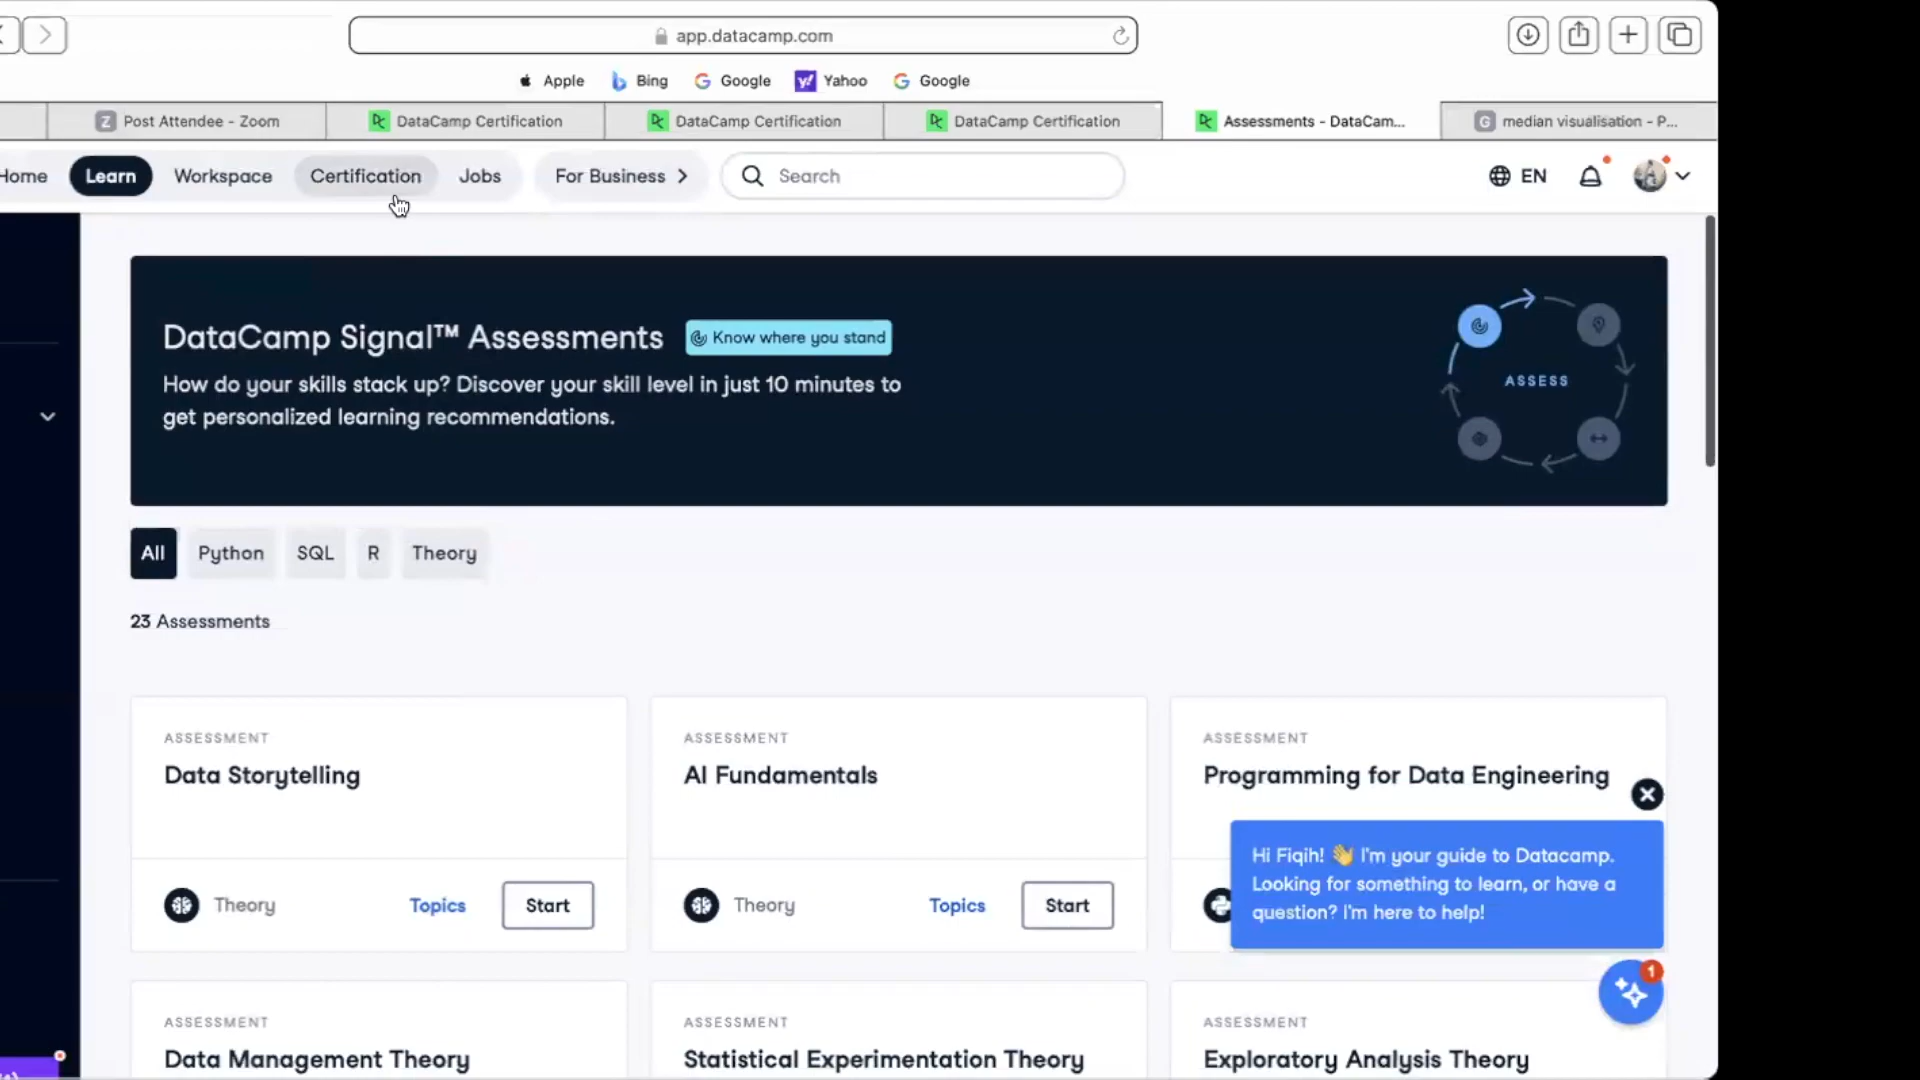 app.datacamp.com
Apple Bing Google Yahoo Google
Post Attendee - Zoom DataCamp Certification DataCamp Certification DataCamp Certification Assessments - DataCam... median visualisation - P...
Home Learn Workspace Certification Jobs For Business Search EN
DataCamp Signal™ Assessments Know where you stand
How do your skills stack up? Discover your skill level in just 10 minutes to
get personalized learning recommendations.
ASSESS
All Python SQL R Theory
23 Assessments
ASSESSMENT ASSESSMENT ASSESSMENT
Data Storytelling AI Fundamentals Programming for Data Engineering
Hi Fiqih! 👋 I'm your guide to Datacamp.
Looking for something to learn, or have a
question? I'm here to help!
Theory Topics Start Theory Topics Start
1
ASSESSMENT ASSESSMENT ASSESSMENT
Data Management Theory Statistical Experimentation Theory Exploratory Analysis Theory